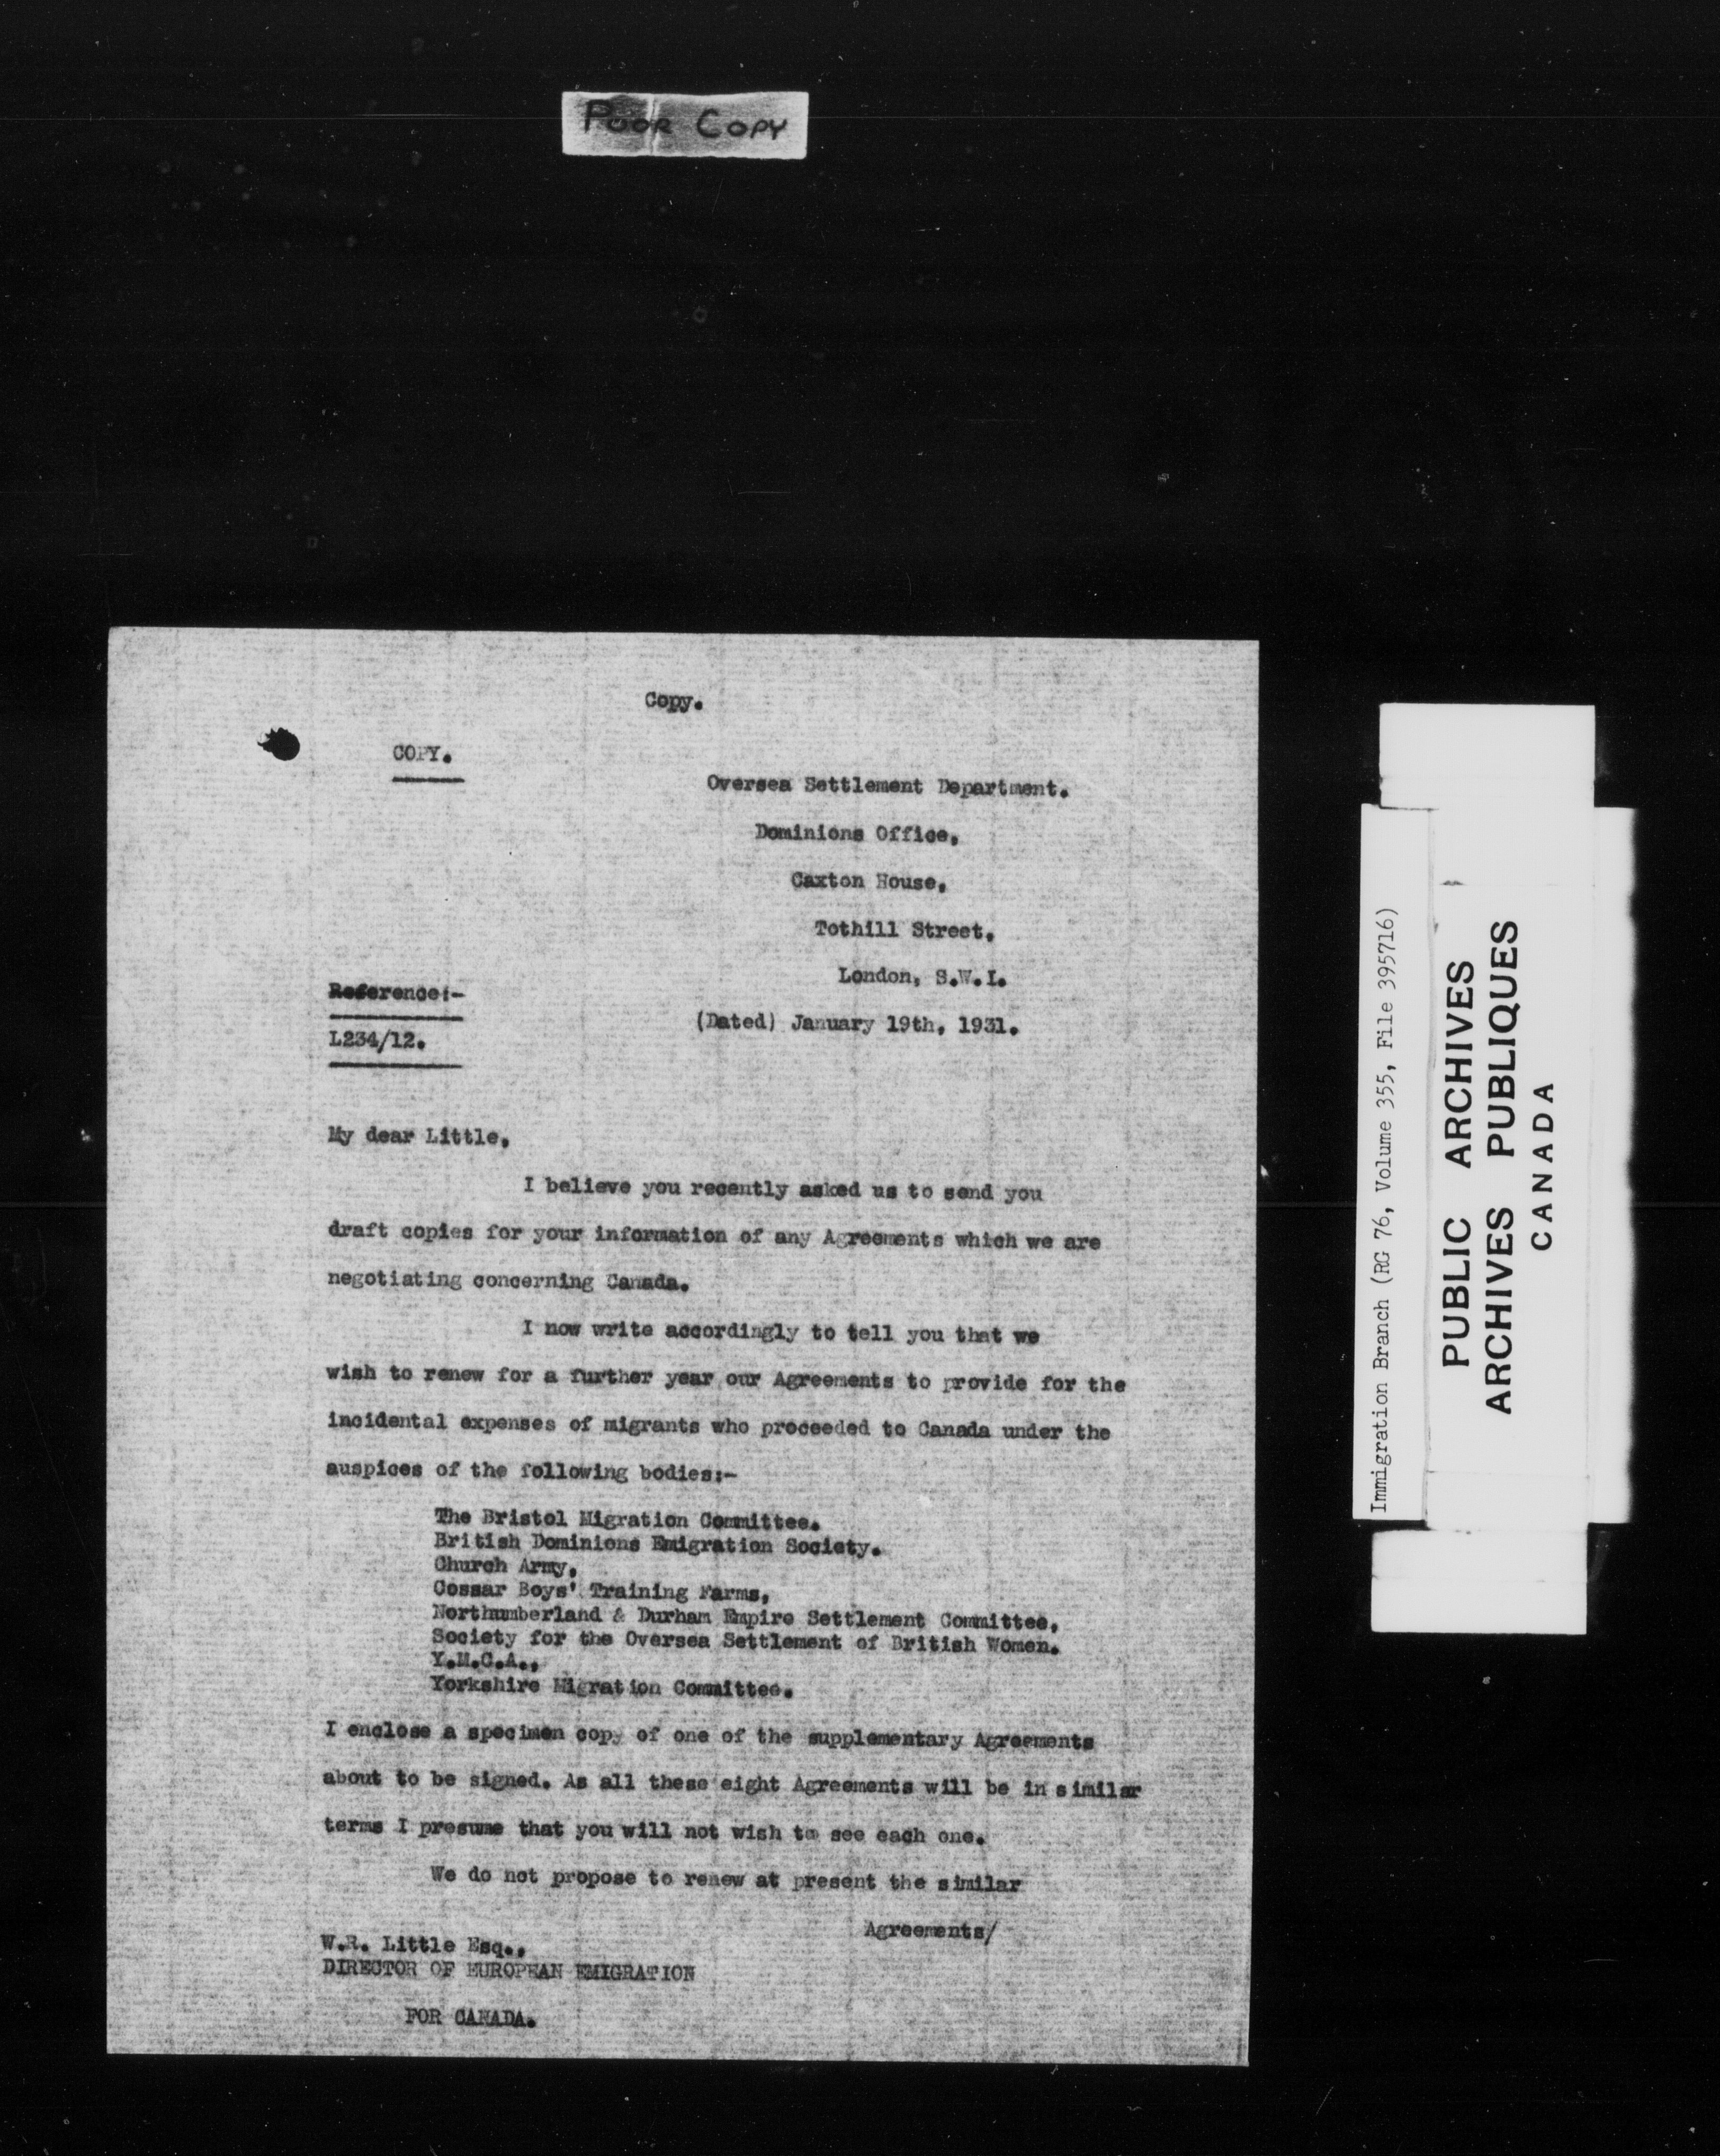 POOR COPY
Copy.
COPY.
Oversea Settlement Department.
Dominions Office,
Caxton House,
Tothill Street,
London, S.W.I.
Reference:-
L234/12.
(Dated) January 19th, 1931.
My dear Little,
I believe you recently asked us to send you
draft copies for your information of any Agreements which we are
negotiating concerning Canada.
I now write accordingly to tell you that we
wish to renew for a further year our Agreements to provide for the
incidental expenses of migrants who proceeded to Canada under the
auspices of the following bodies:-
The Bristol Migration Committee.
British Dominions Emigration Society.
Church Army,
Cossar Boys' Training Farms,
Northumberland & Durham Empire Settlement Committee,
Society for the Oversea Settlement of British Women.
Y.M.C.A.,
Yorkshire Migration Committee.
I enclose a specimen copy of one of the supplementary Agreements
about to be signed. As all these eight Agreements will be in similar
terms I presume that you will not wish to see each one.
We do not propose to renew at present the similar
Agreements/
W.R. Little Esq.,
DIRECTOR OF EUROPEAN EMIGRATION
FOR CANADA.
Immigration Branch (RG 76, Volume 355, File 395716)
PUBLIC ARCHIVES
ARCHIVES PUBLIQUES
CANADA